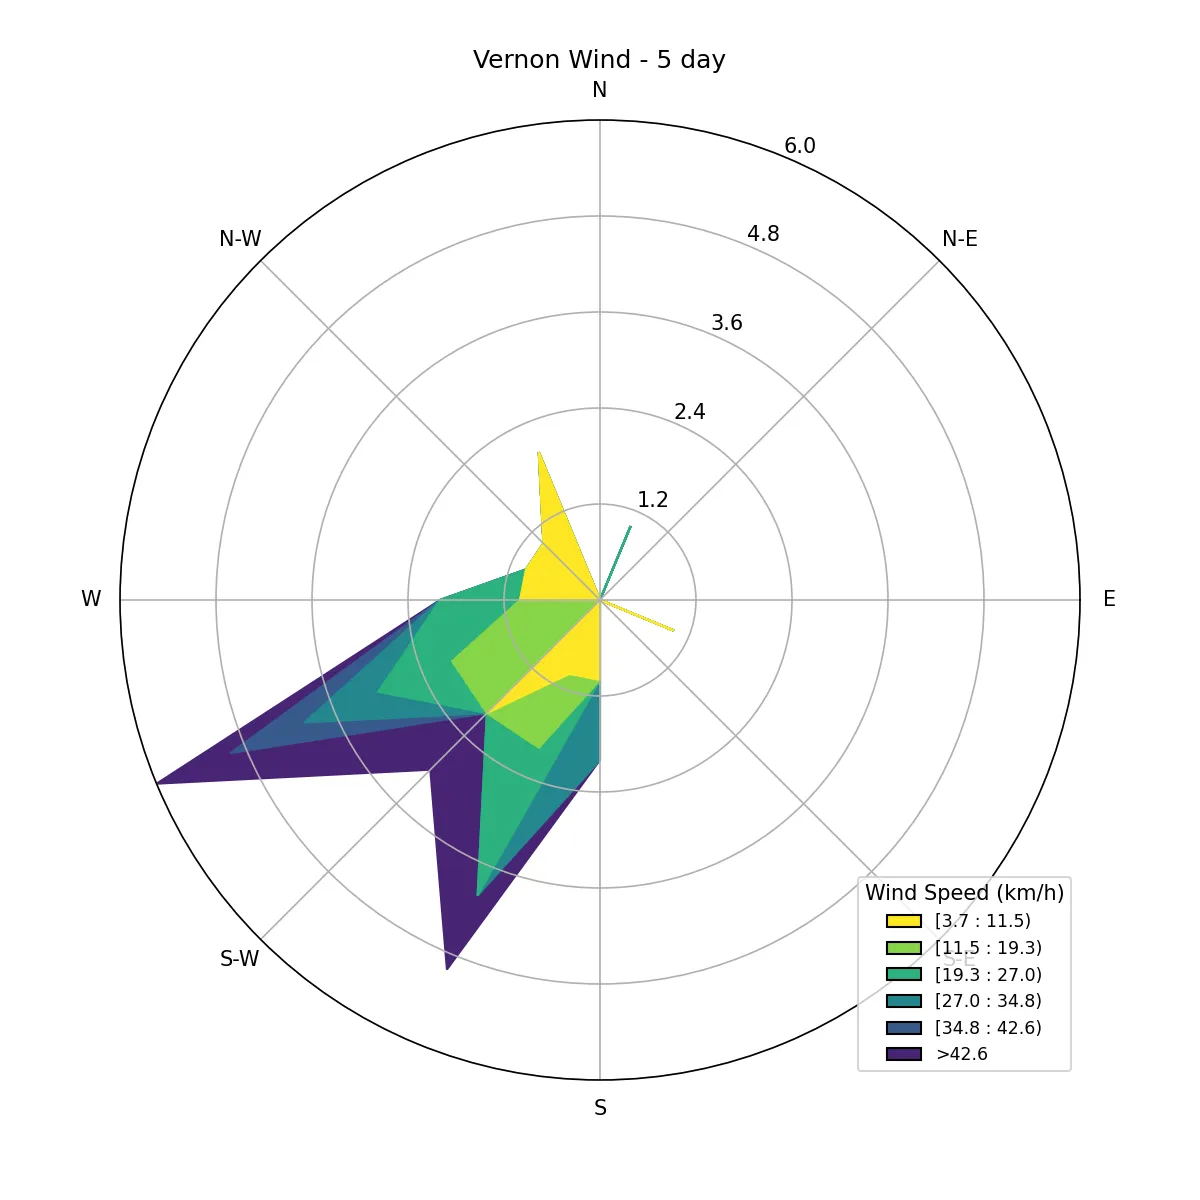 Vernon Wind - 5 day
N
6.0
N-W
4.8
N-E
3.6
2.4
1.2
W
E
S-W
S-E
Wind Speed (km/h)
[3.7 : 11.5)
[11.5 : 19.3)
[19.3 : 27.0)
[27.0 : 34.8)
[34.8 : 42.6)
>42.6
S